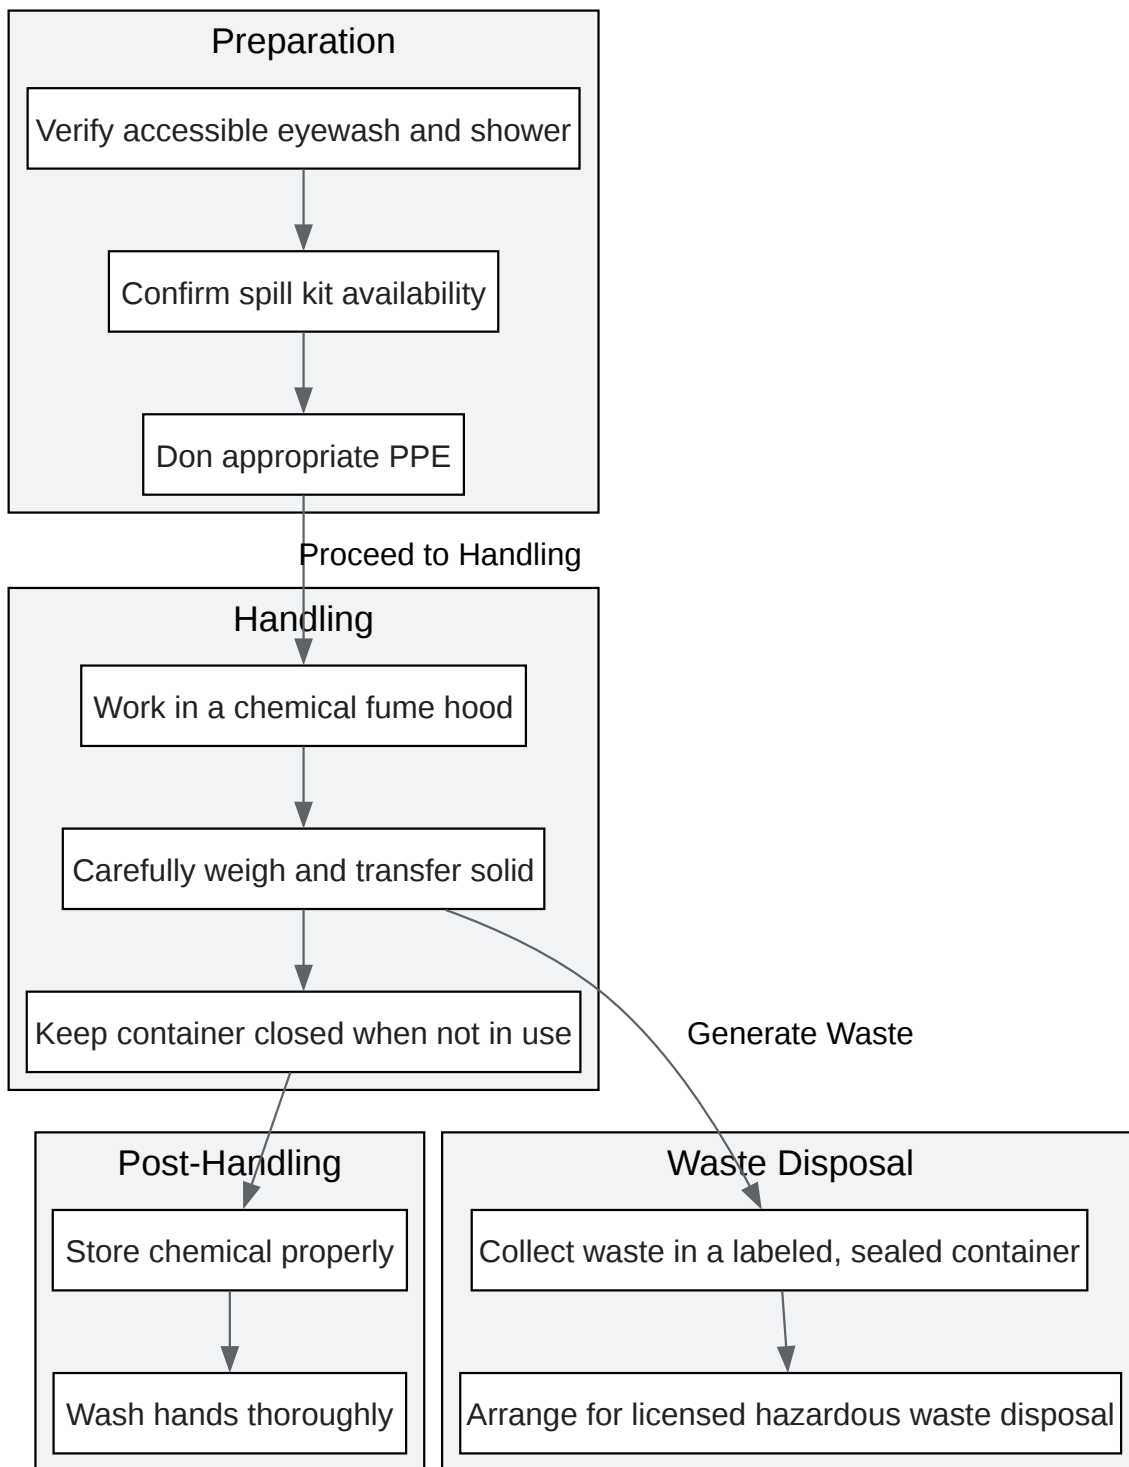 Preparation
Verify accessible eyewash and shower
Confirm spill kit availability
Don appropriate PPE
Proceed to Handling
Handling
Work in a chemical fume hood
Carefully weigh and transfer solid
Keep container closed when not in use
Generate Waste
Post-Handling
Store chemical properly
Wash hands thoroughly
Waste Disposal
Collect waste in a labeled, sealed container
Arrange for licensed hazardous waste disposal